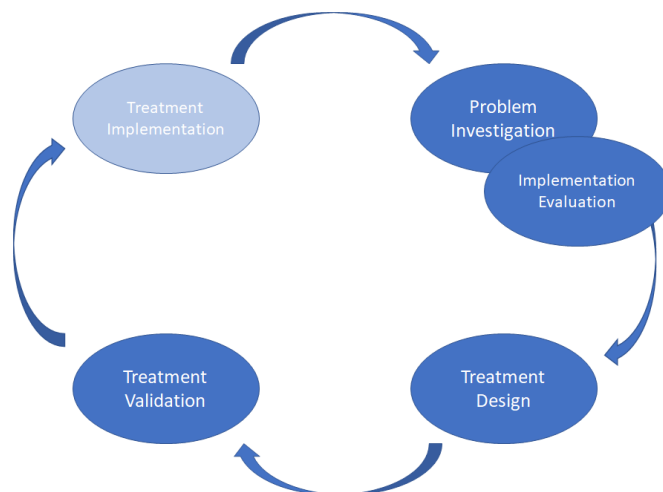 Treatment
Implementation
Problem
Investigation
Implementation
Evaluation
Treatment
Validation
Treatment
Design